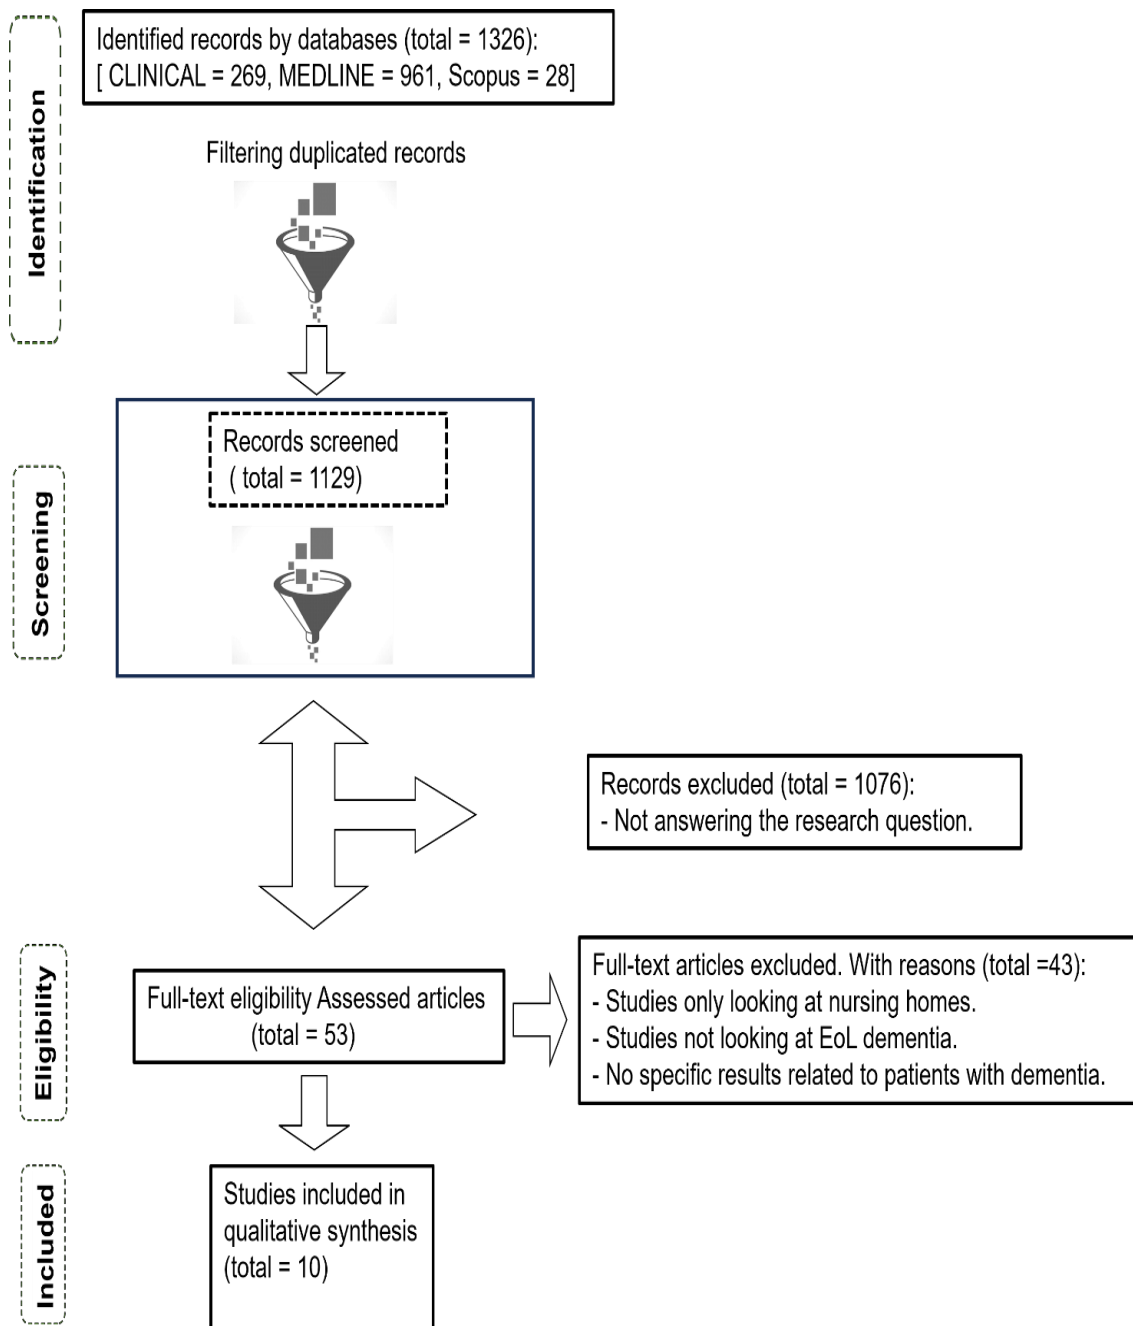 Identification
Identified records by databases (total = 1326):
[ CLINICAL = 269, MEDLINE = 961, Scopus = 28]
Filtering duplicated records
Screening
Records screened
( total = 1129)
Records excluded (total = 1076):
- Not answering the research question.
Eligibility
Full-text eligibility Assessed articles
(total = 53)
Full-text articles excluded. With reasons (total =43):
- Studies only looking at nursing homes.
- Studies not looking at EoL dementia.
- No specific results related to patients with dementia.
Included
Studies included in
qualitative synthesis
(total = 10)